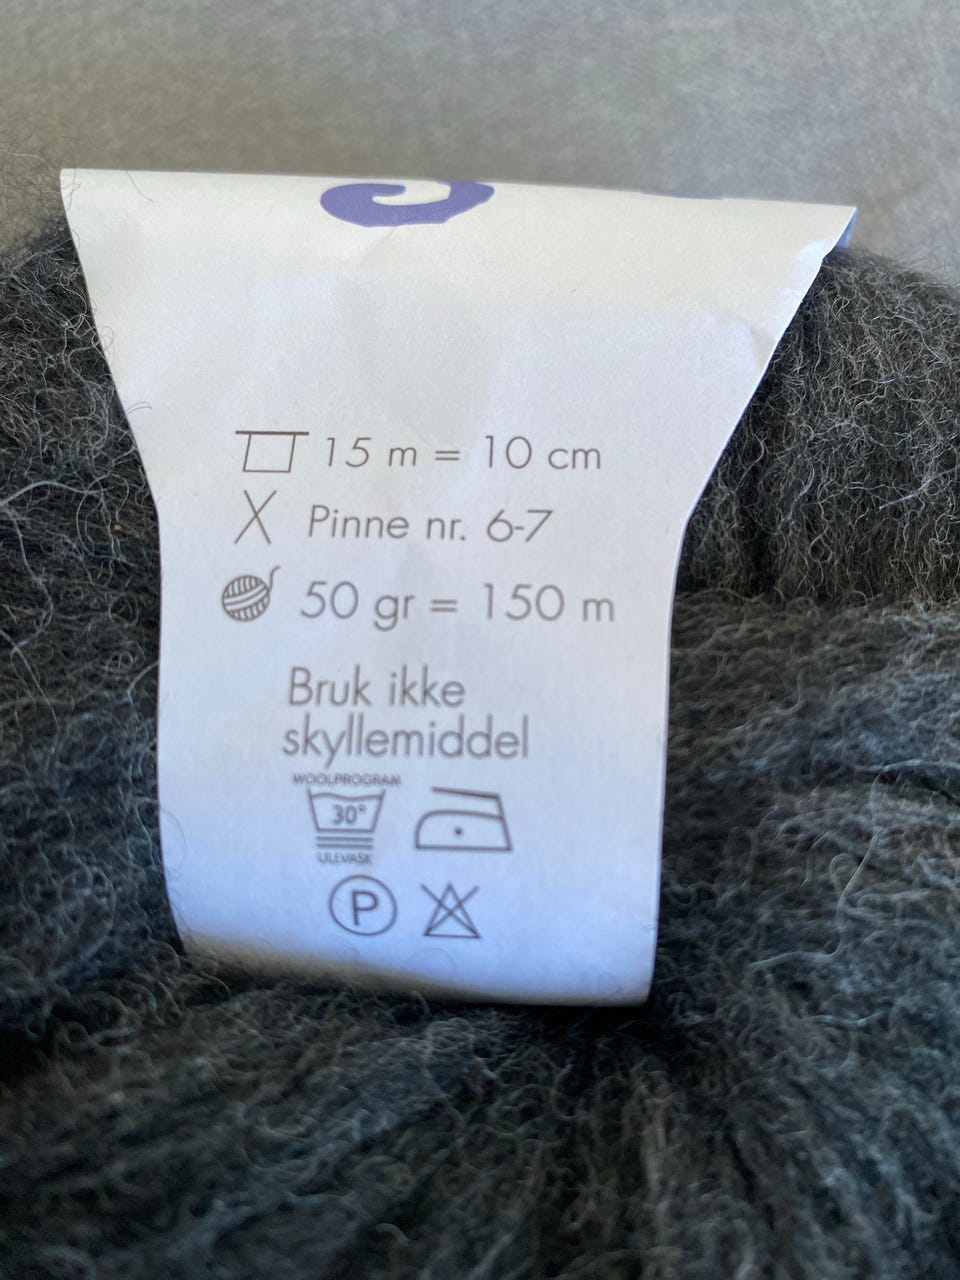 15 m = 10 cm
Pinne nr. 6-7
50 gr = 150 m
Bruk ikke
skyllemiddel
WOOLPROGRAM
30°
ULLVASK
P